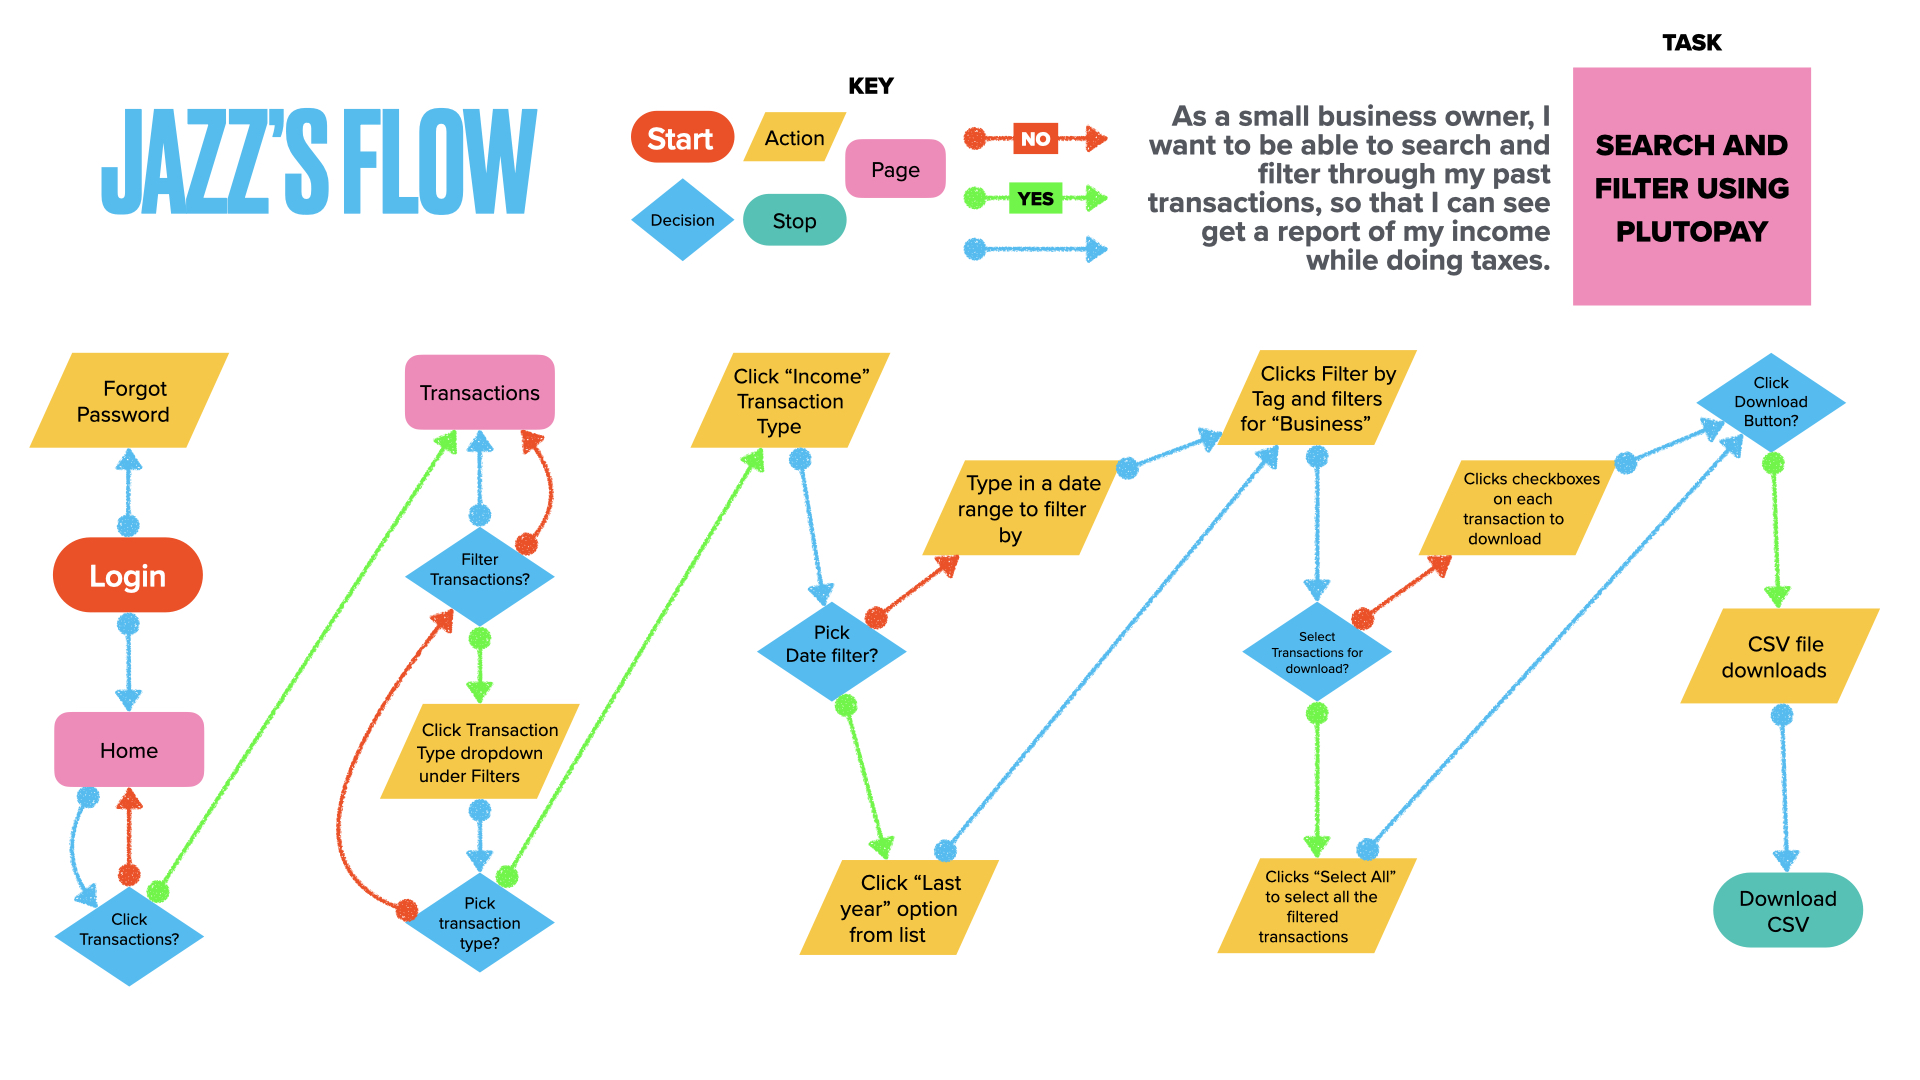 JAZZ’S FLOW
KEY
Start
Action
Page
Decision
Stop
NO
YES
As a small business owner, I
want to be able to search and
filter through my past
transactions, so that I can see
get a report of my income
while doing taxes.
TASK
SEARCH AND
FILTER USING
PLUTOPAY
Forgot
Password
Login
Home
Click
Transactions?
Transactions
Filter
Transactions?
Click Transaction
Type dropdown
under Filters
Pick
transaction
type?
Click “Income”
Transaction
Type
Pick
Date filter?
Type in a date
range to filter
by
Click “Last
year” option
from list
Clicks Filter by
Tag and filters
for “Business”
Select
Transactions for
download?
Clicks checkboxes
on each
transaction to
download
Clicks “Select All”
to select all the
filtered
transactions
Click
Download
Button?
CSV file
downloads
Download
CSV